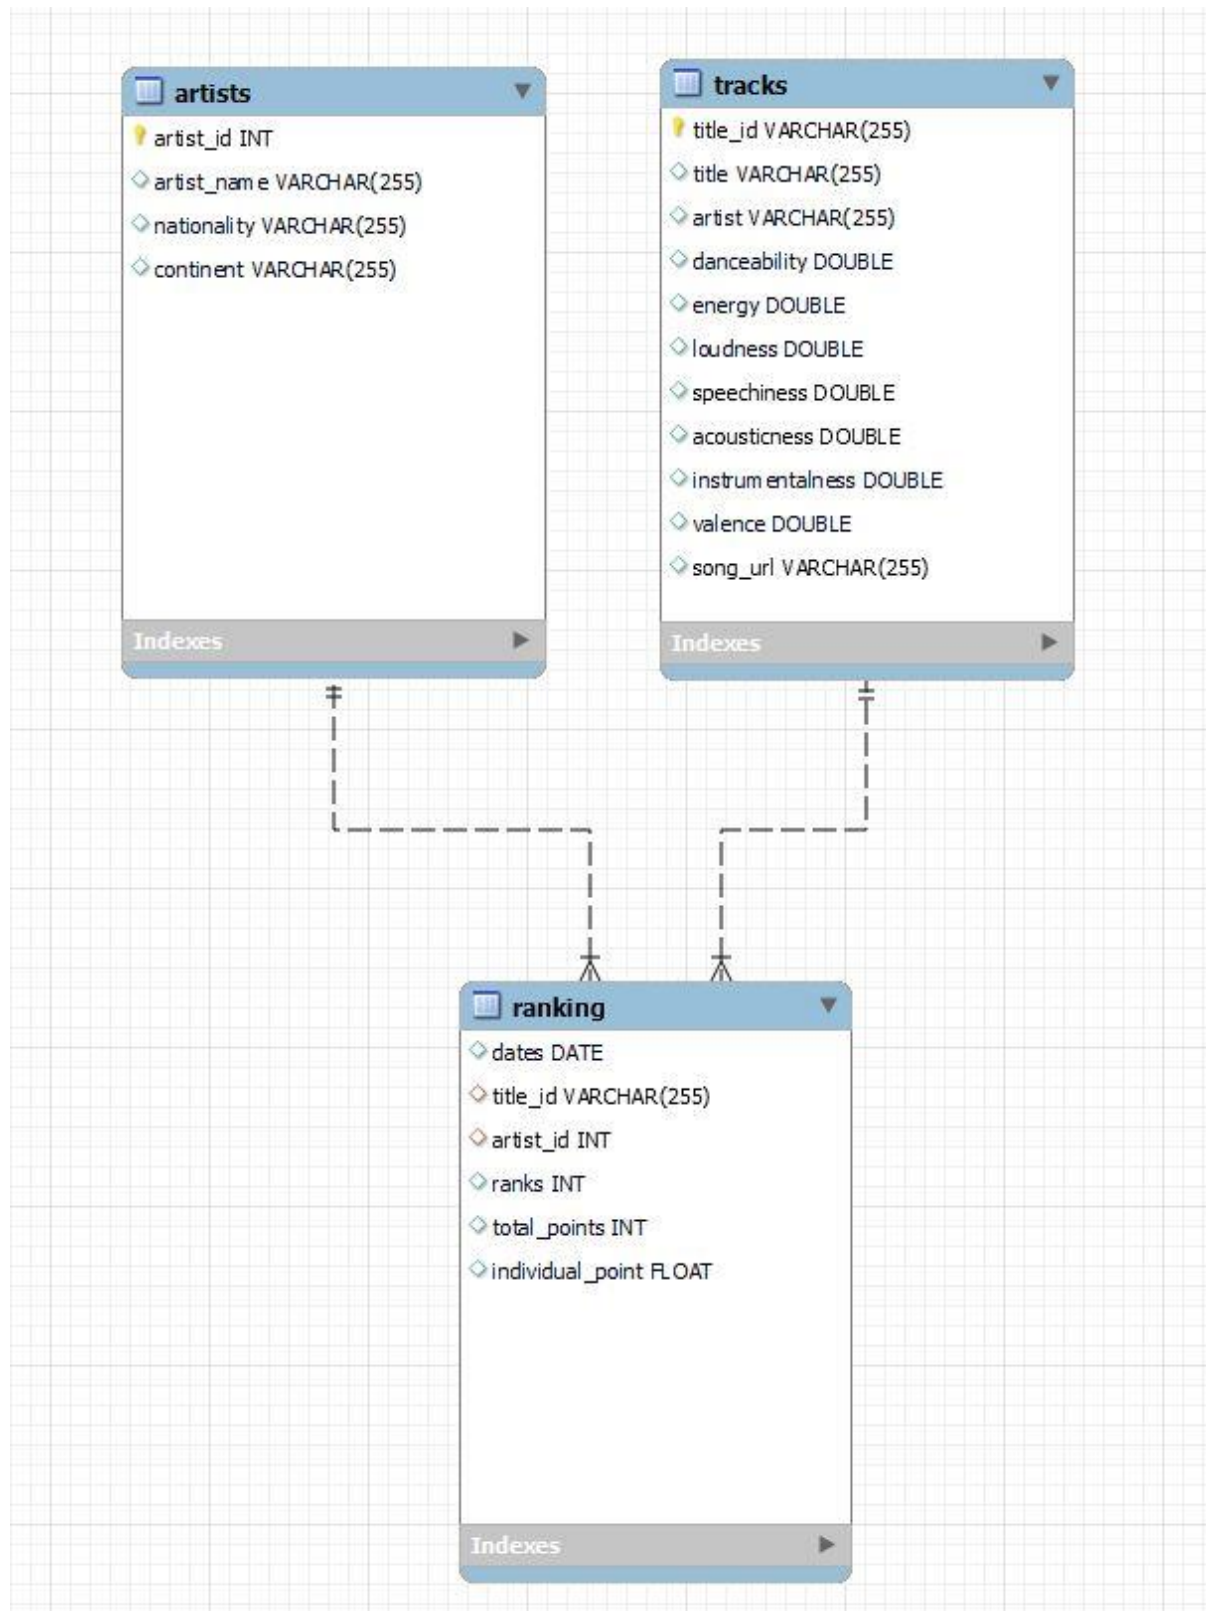 artists
artist_id INT
artist_name VARCHAR(255)
nationality VARCHAR(255)
continent VARCHAR(255)
Indexes
tracks
title_id VARCHAR(255)
title VARCHAR(255)
artist VARCHAR(255)
danceability DOUBLE
energy DOUBLE
loudness DOUBLE
speechiness DOUBLE
acousticness DOUBLE
instrumentalness DOUBLE
valence DOUBLE
song_url VARCHAR(255)
Indexes
ranking
dates DATE
title_id VARCHAR(255)
artist_id INT
ranks INT
total_points INT
individual_point FLOAT
Indexes